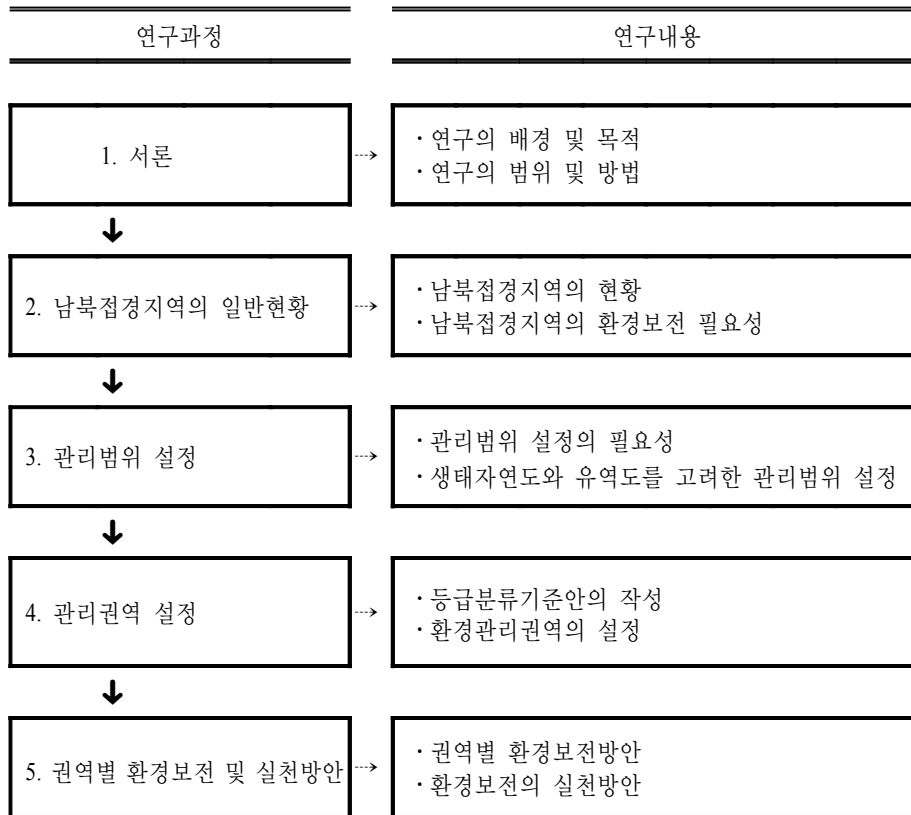 연구과정
연구내용
1. 서론
· 연구의 배경 및 목적
· 연구의 범위 및 방법
2. 남북접경지역의 일반현황
· 남북접경지역의 현황
· 남북접경지역의 환경보전 필요성
3. 관리범위 설정
· 관리범위 설정의 필요성
· 생태자연도와 유역도를 고려한 관리범위 설정
4. 관리권역 설정
· 등급분류기준안의 작성
· 환경관리권역의 설정
5. 권역별 환경보전 및 실천방안
· 권역별 환경보전방안
· 환경보전의 실천방안